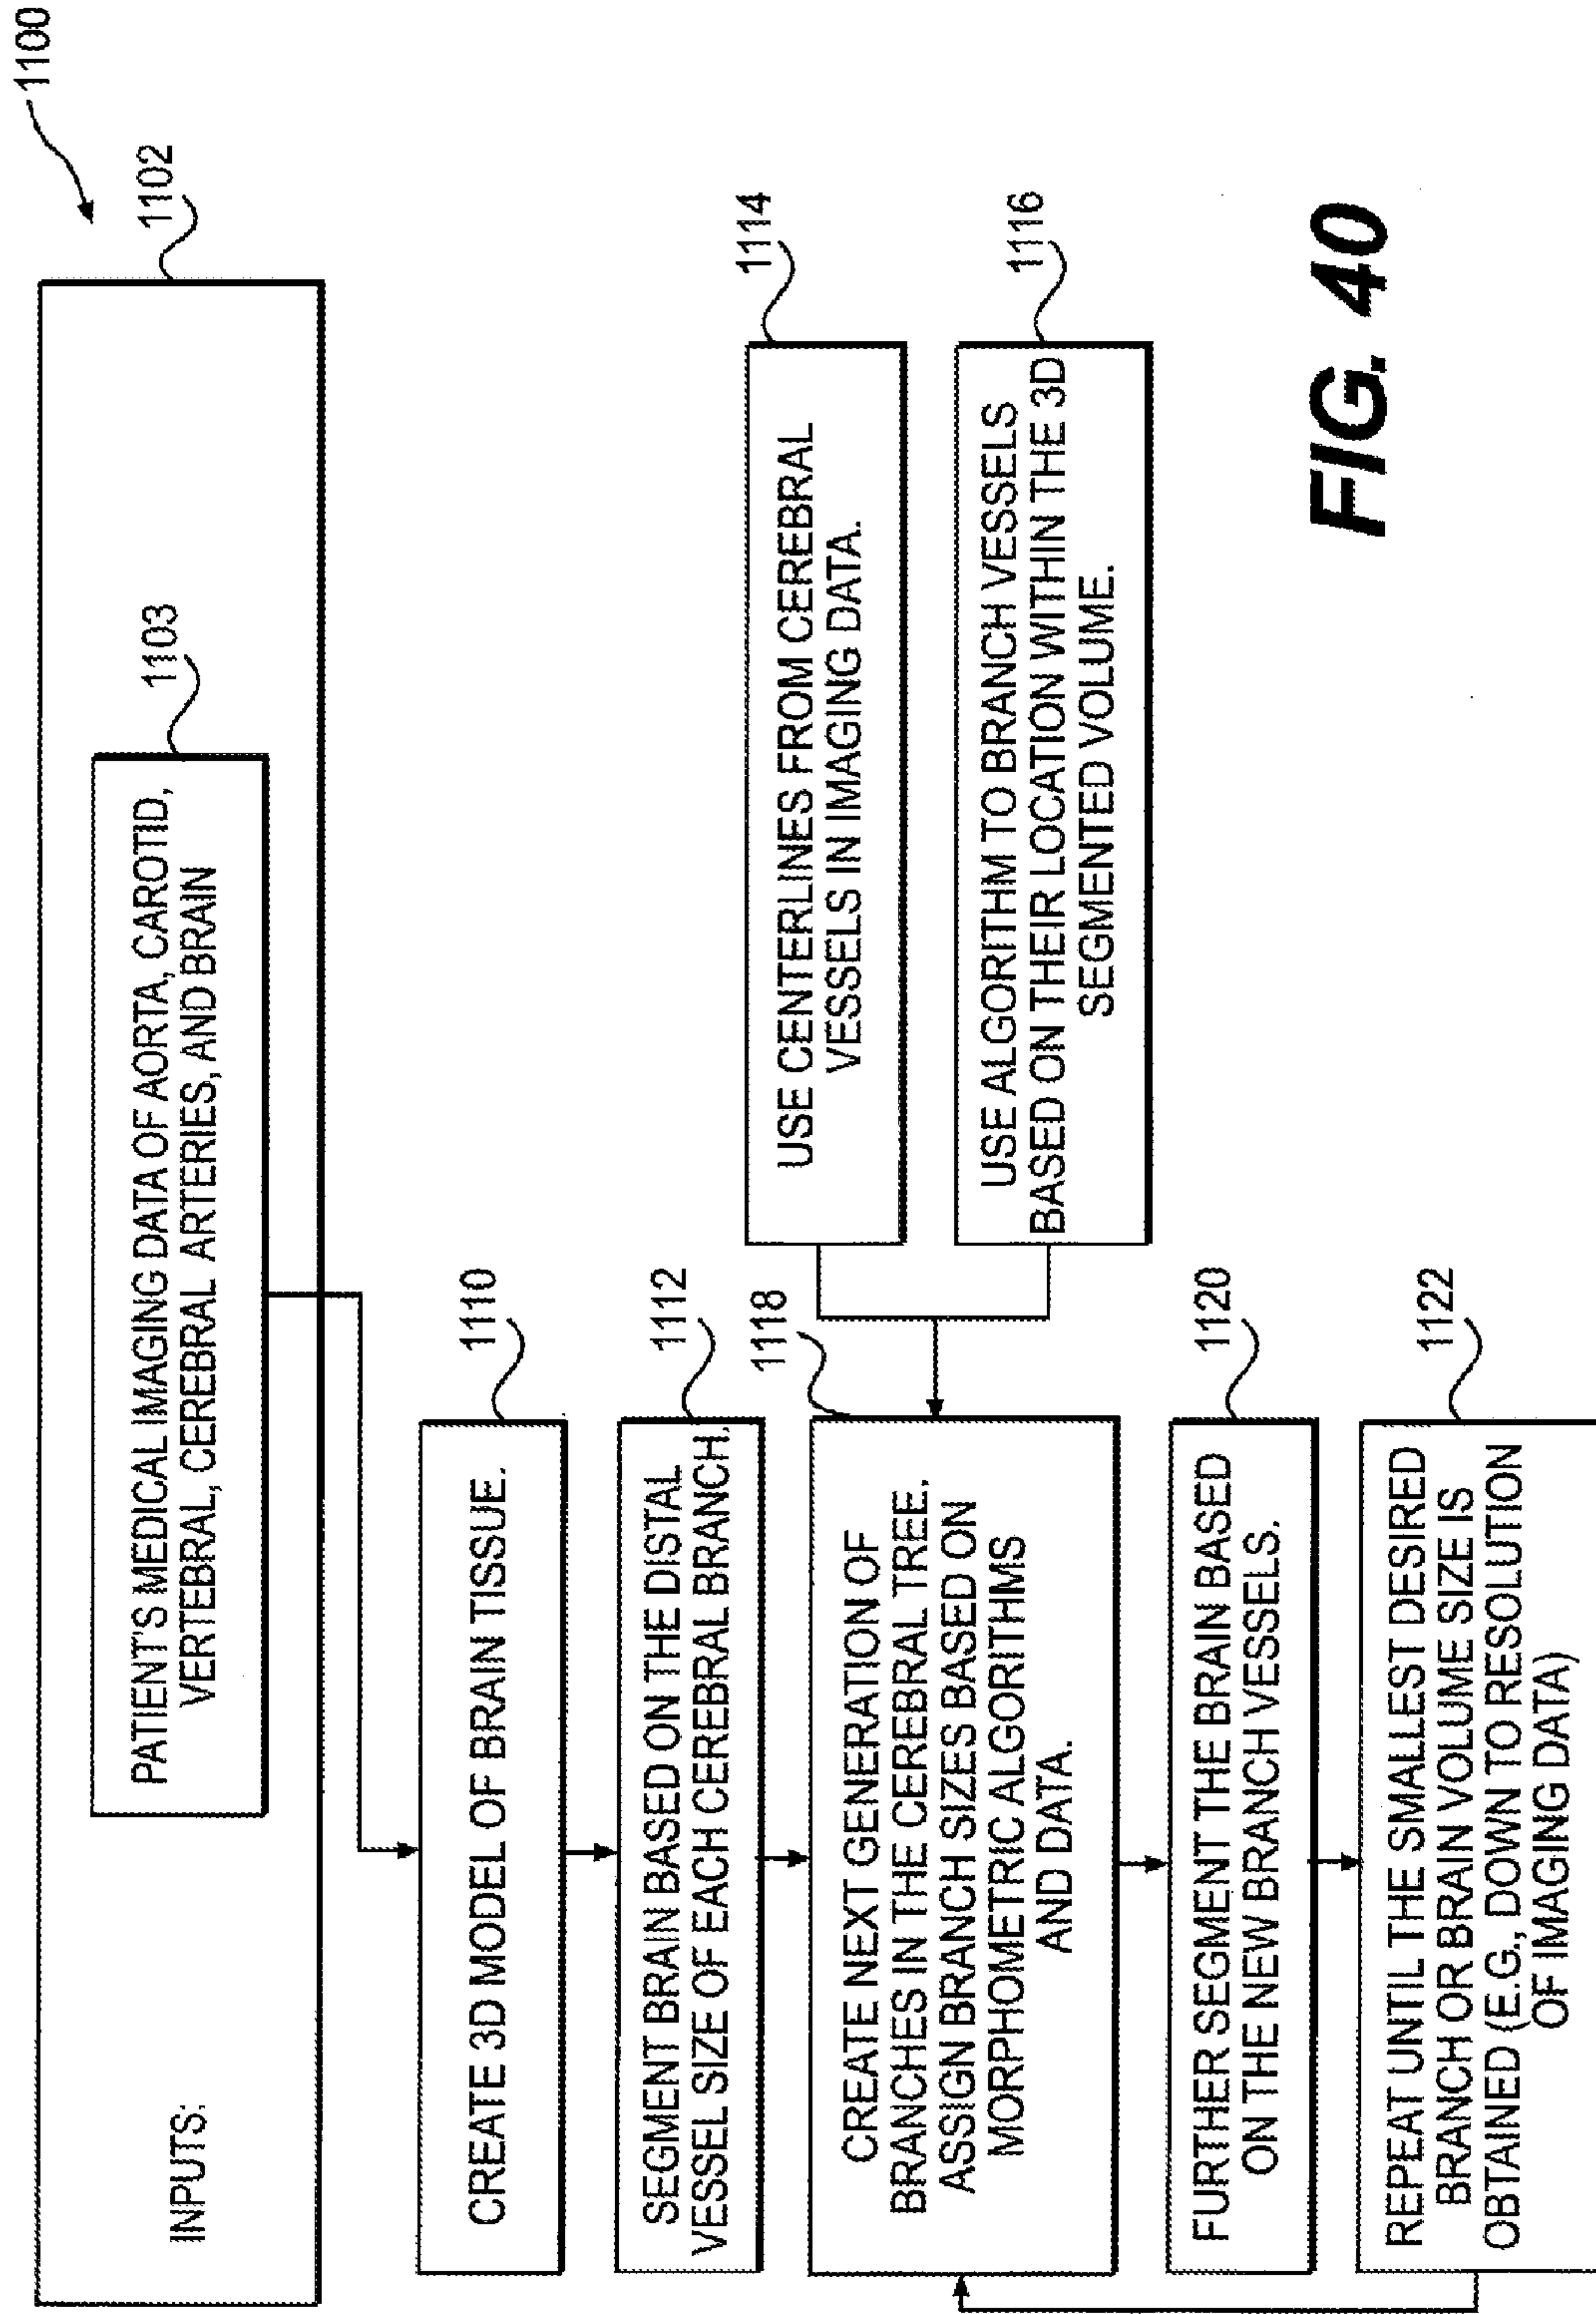 1100
1102
INPUTS:
1103
PATIENT'S MEDICAL IMAGING DATA OF AORTA, CAROTID,
VERTEBRAL, CEREBRAL ARTERIES, AND BRAIN
1110
CREATE 3D MODEL OF BRAIN TISSUE.
1112
SEGMENT BRAIN BASED ON THE DISTAL
VESSEL SIZE OF EACH CEREBRAL BRANCH.
1114
USE CENTERLINES FROM CEREBRAL
VESSELS IN IMAGING DATA.
1116
USE ALGORITHM TO BRANCH VESSELS
BASED ON THEIR LOCATION WITHIN THE 3D
SEGMENTED VOLUME.
1118
CREATE NEXT GENERATION OF
BRANCHES IN THE CEREBRAL TREE.
ASSIGN BRANCH SIZES BASED ON
MORPHOMETRIC ALGORITHMS
AND DATA.
1120
FURTHER SEGMENT THE BRAIN BASED
ON THE NEW BRANCH VESSELS.
1122
REPEAT UNTIL THE SMALLEST DESIRED
BRANCH OR BRAIN VOLUME SIZE IS
OBTAINED (E.G., DOWN TO RESOLUTION
OF IMAGING DATA)
FIG. 40